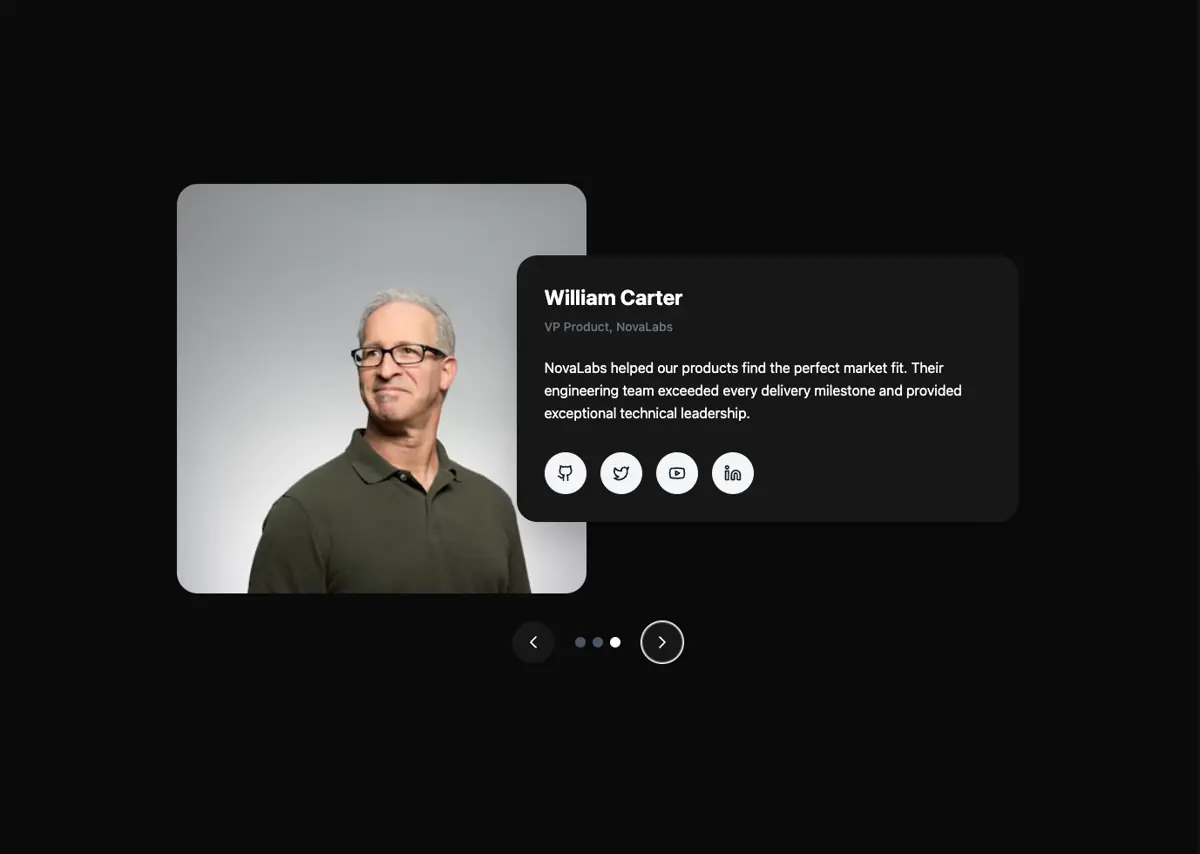 William Carter
VP Product, NovaLabs
NovaLabs helped our products find the perfect market fit. Their
engineering team exceeded every delivery milestone and provided
exceptional technical leadership.